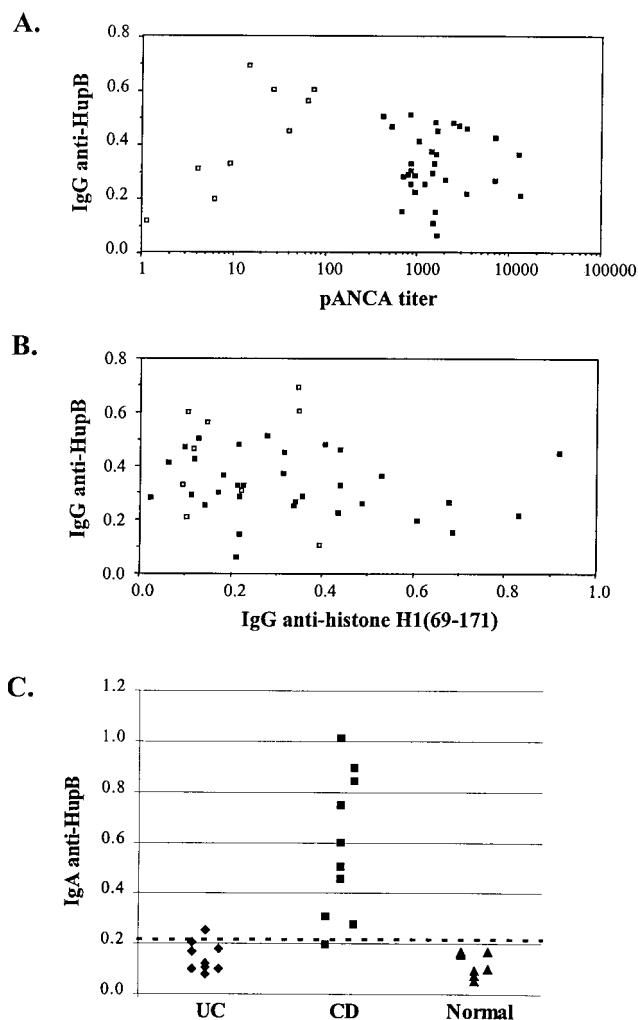 A.
IgG anti-HupB
0.8
0.6
0.4
0.2
0.0
1 10 100 1000 10000 100000
pANCA titer
B.
IgG anti-HupB
0.8
0.6
0.4
0.2
0.0
0.0 0.2 0.4 0.6 0.8 1.0
IgG anti-histone H1(69-171)
C.
IgA anti-HupB
1.2
1.0
0.8
0.6
0.4
0.2
0.0
UC CD Normal